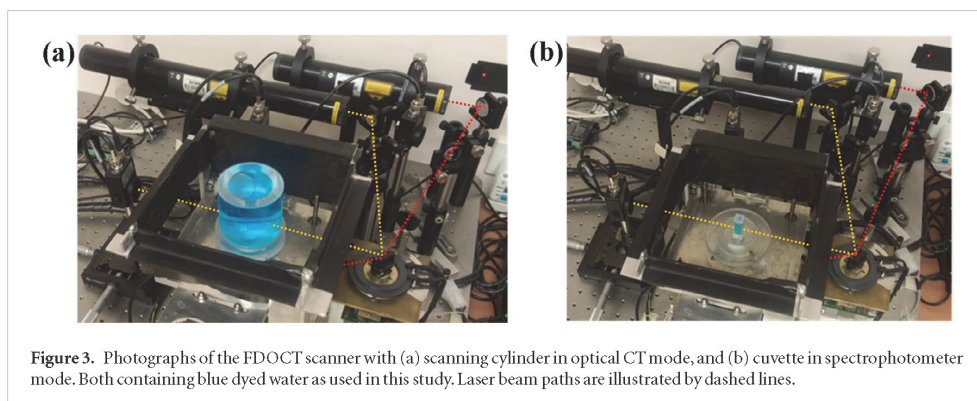 (a)
(b)
Figure 3. Photographs of the FDOCT scanner with (a) scanning cylinder in optical CT mode, and (b) cuvette in spectrophotometer
mode. Both containing blue dyed water as used in this study. Laser beam paths are illustrated by dashed lines.